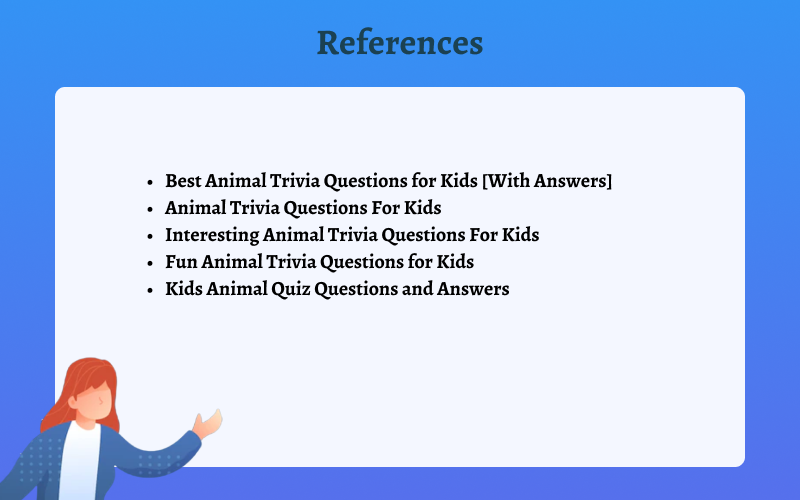 References
• Best Animal Trivia Questions for Kids [With Answers]
• Animal Trivia Questions For Kids
• Interesting Animal Trivia Questions For Kids
• Fun Animal Trivia Questions for Kids
• Kids Animal Quiz Questions and Answers